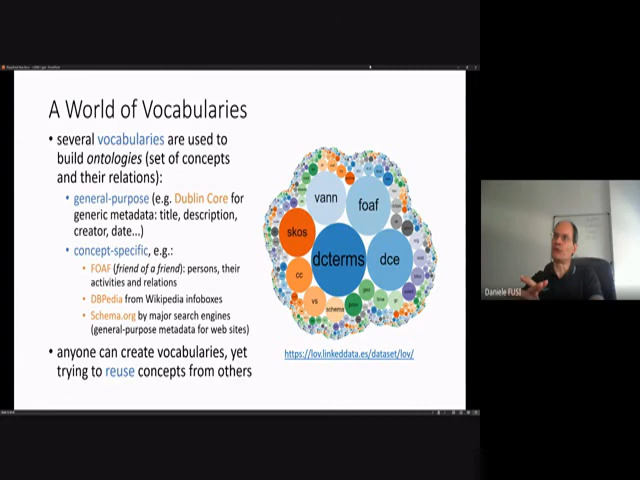 A World of Vocabularies
• several vocabularies are used to
build ontologies (set of concepts
and their relations):
• general-purpose (e.g. Dublin Core for
generic metadata: title, description,
creator, date...)
• concept-specific, e.g.:
• FOAF (friend of a friend): persons, their
activities and relations
• DBPedia from Wikipedia infoboxes
• Schema.org by major search engines
(general-purpose metadata for web sites)
• anyone can create vocabularies, yet
trying to reuse concepts from others
vann
foaf
skos
dcterms
dce
cc
vs
schema
https://lov.linkeddata.es/dataset/lov/
Daniele FUSI